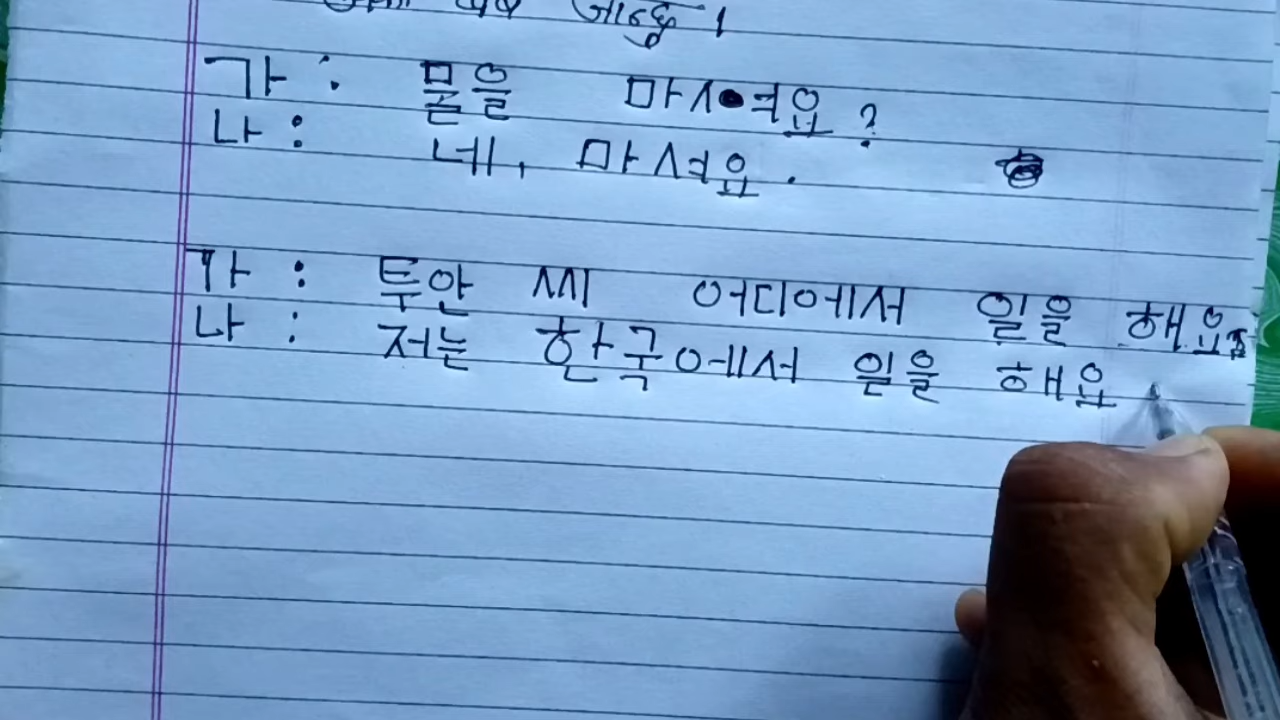 जान्छु ।
가 : 물을 마셔요?
나 : 네, 마셔요.
가 : 투안 씨 어디에서 일을 해요?
나 : 저는 한국에서 일을 해요